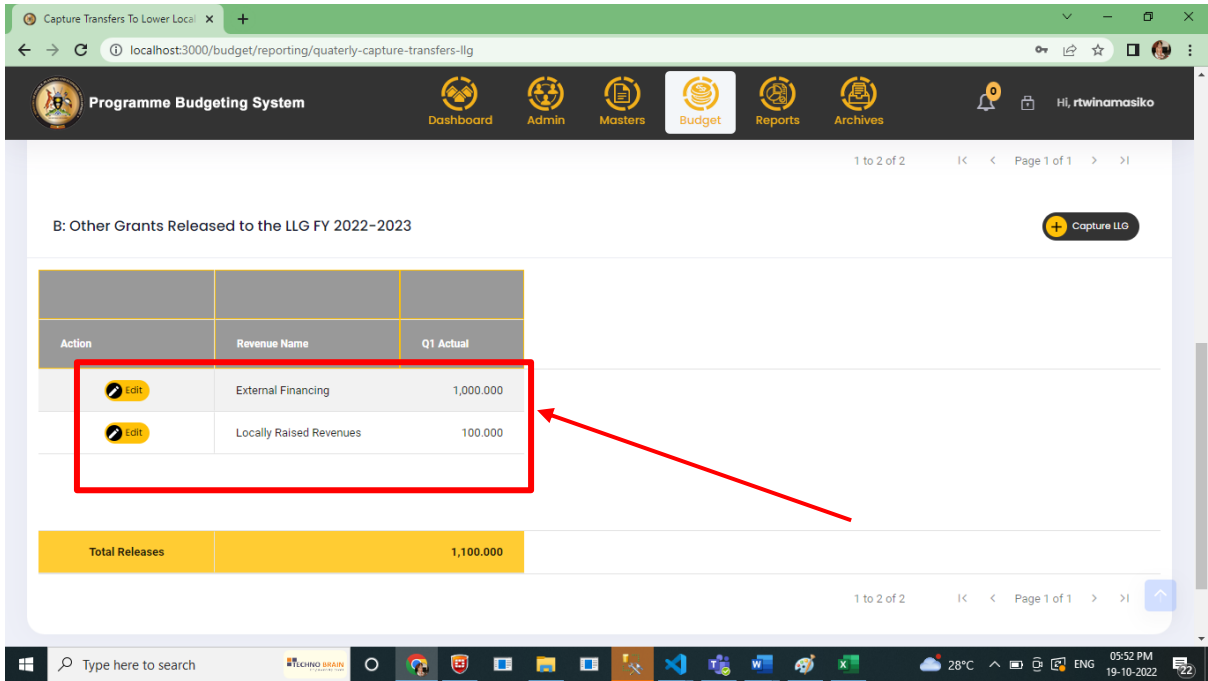 Capture Transfers To Lower Local
localhost:3000/budget/reporting/quaterly-capture-transfers-llg
Programme Budgeting System
Dashboard
Admin
Masters
Budget
Reports
Archives
0
Hi, rtwinamasiko
1 to 2 of 2
Page 1 of 1
B: Other Grants Released to the LLG FY 2022-2023
Capture LLG
Action Revenue Name Q1 Actual
Edit External Financing 1,000.000
Edit Locally Raised Revenues 100.000
Total Releases 1,100.000
1 to 2 of 2
Page 1 of 1
Type here to search
TECHNO BRAIN
28°C
ENG
05:52 PM
19-10-2022
22